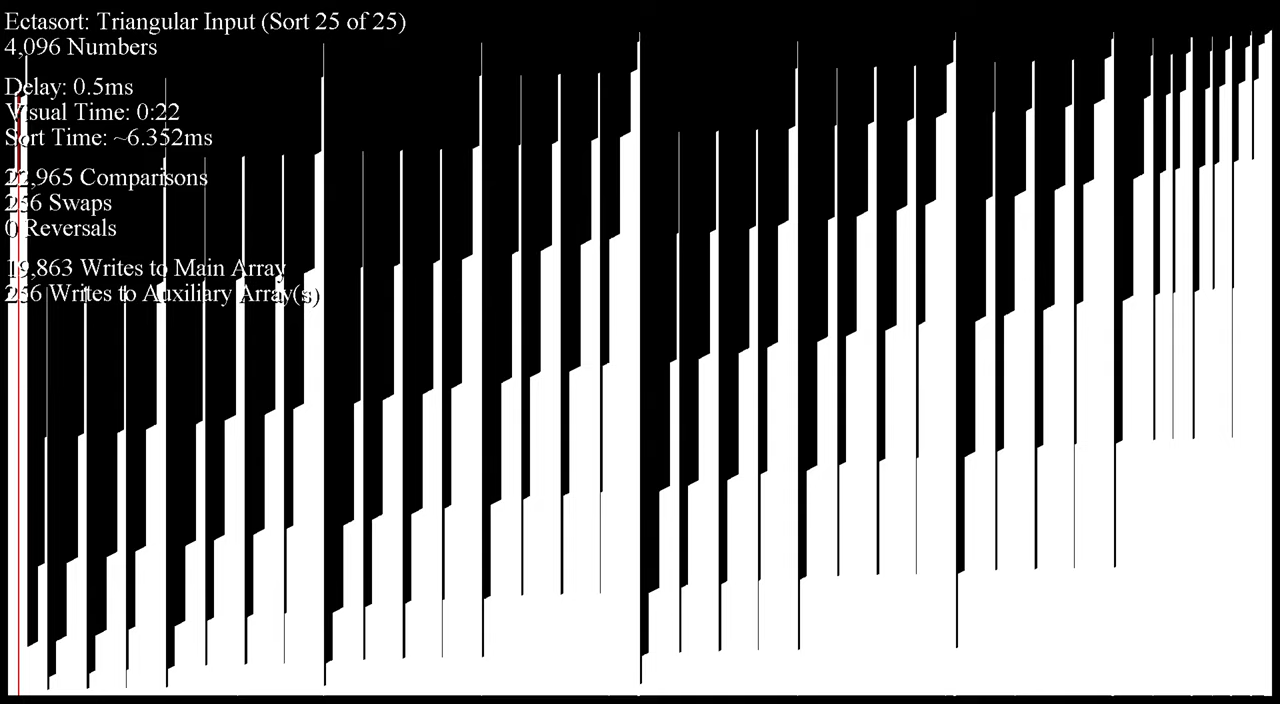 Ectasort: Triangular Input (Sort 25 of 25)
4,096 Numbers
Delay: 0.5ms
Visual Time: 0:22
Sort Time: ~6.352ms
22,965 Comparisons
256 Swaps
0 Reversals
19,863 Writes to Main Array
256 Writes to Auxiliary Array(s)